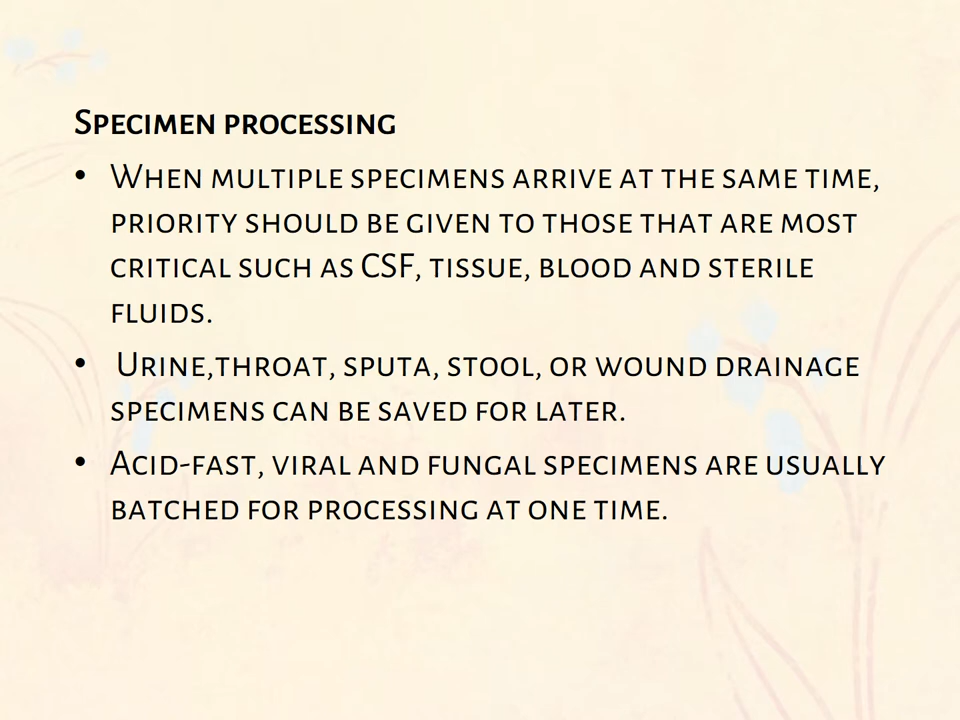 Specimen processing
• When multiple specimens arrive at the same time,
priority should be given to those that are most
critical such as CSF, tissue, blood and sterile
fluids.
• Urine,throat, sputa, stool, or wound drainage
specimens can be saved for later.
• Acid-fast, viral and fungal specimens are usually
batched for processing at one time.